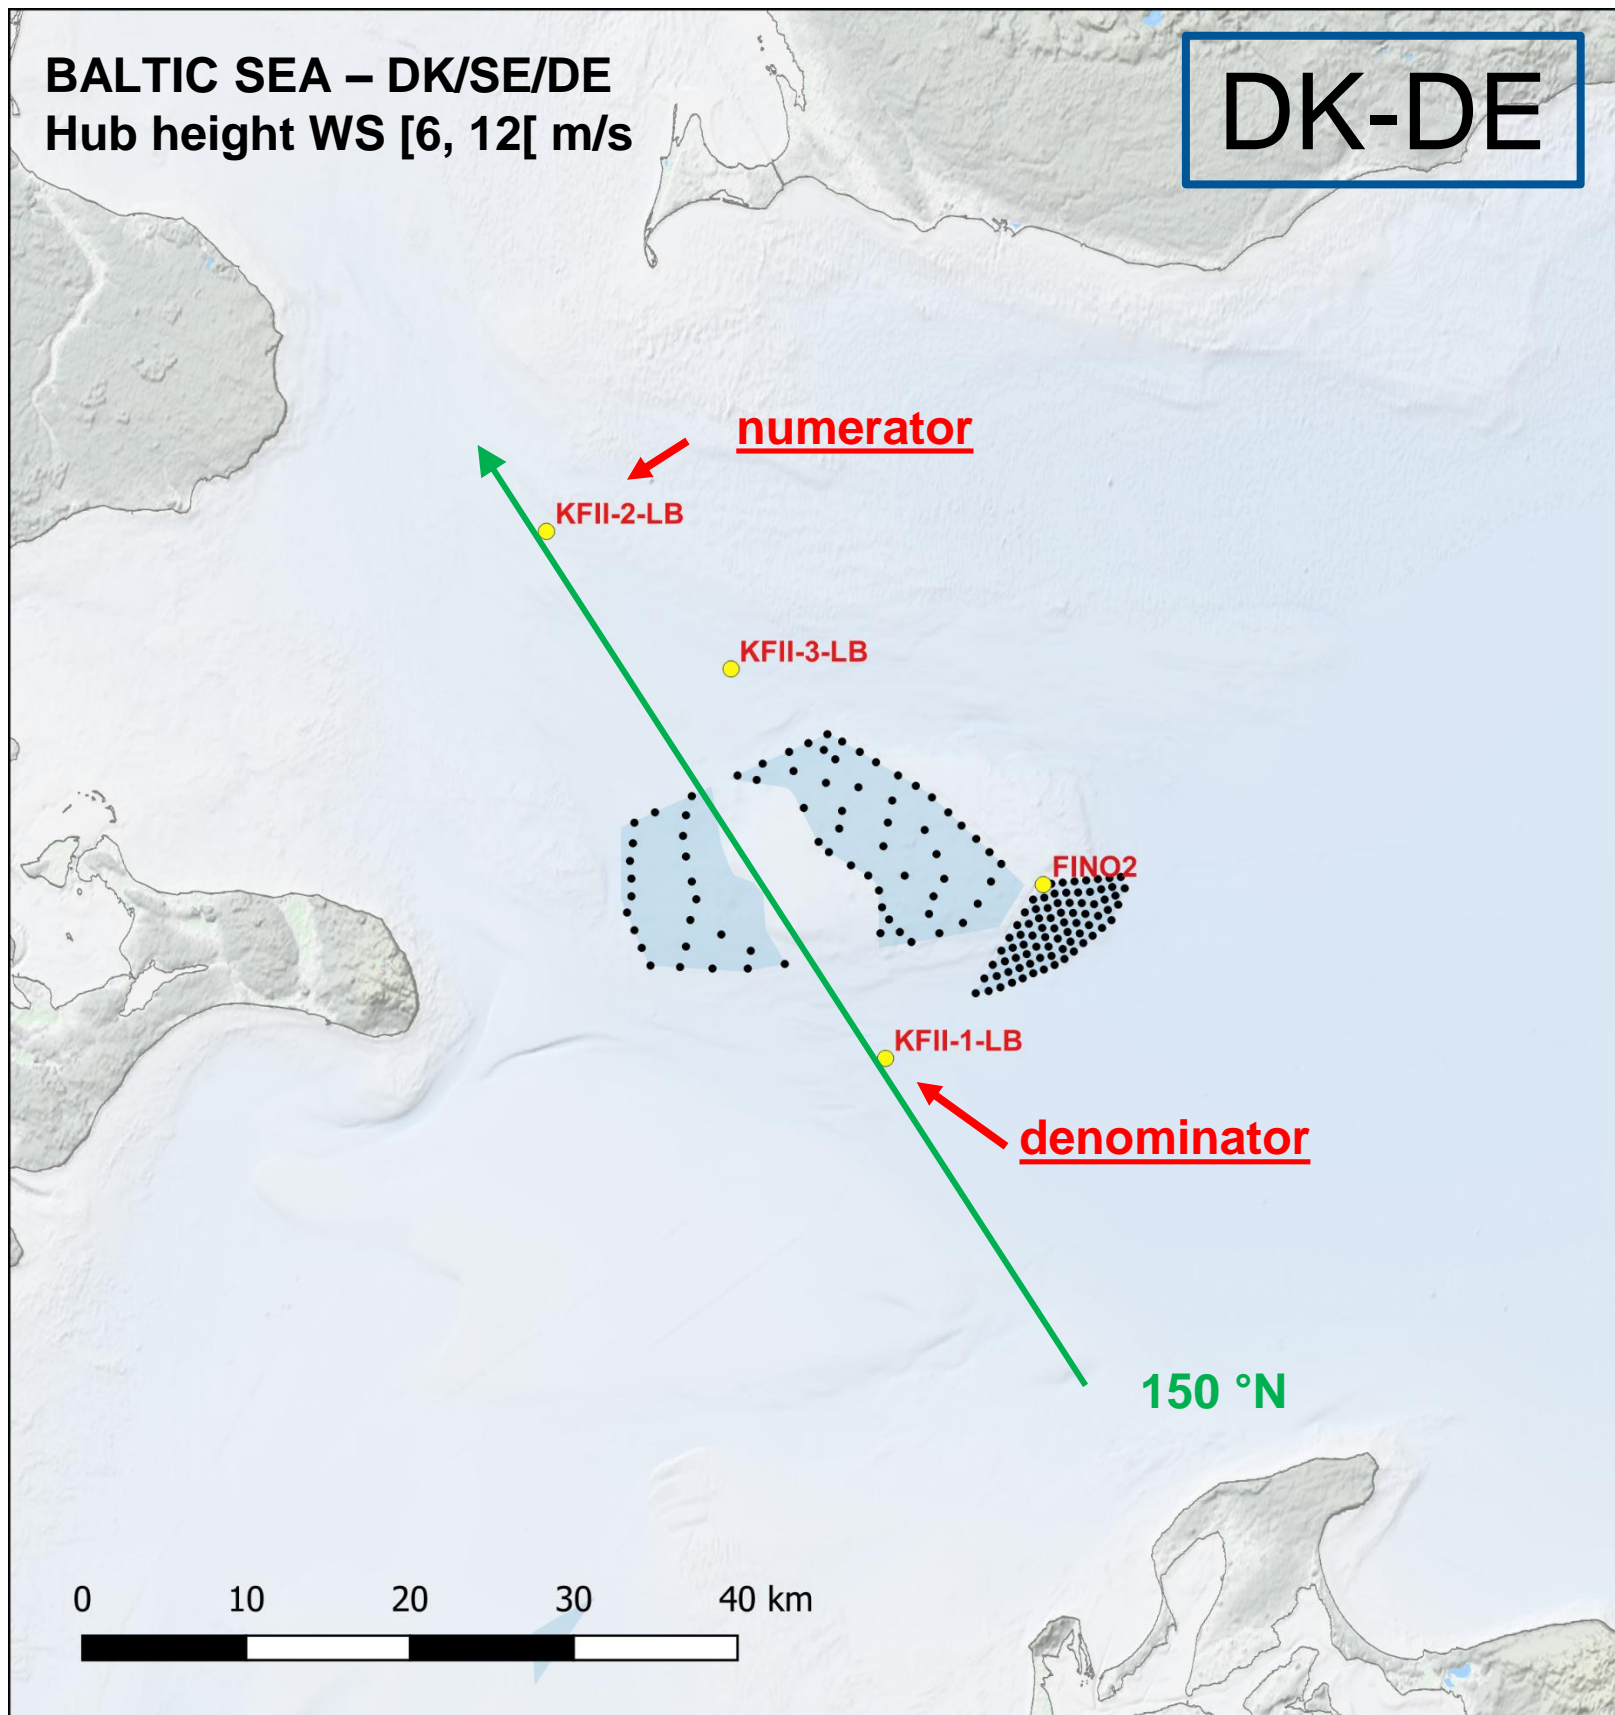 BALTIC SEA – DK/SE/DE
Hub height WS [6, 12[ m/s
DK-DE
numerator
KFII-2-LB
KFII-3-LB
FINO2
KFII-1-LB
denominator
150 °N
0 10 20 30 40 km